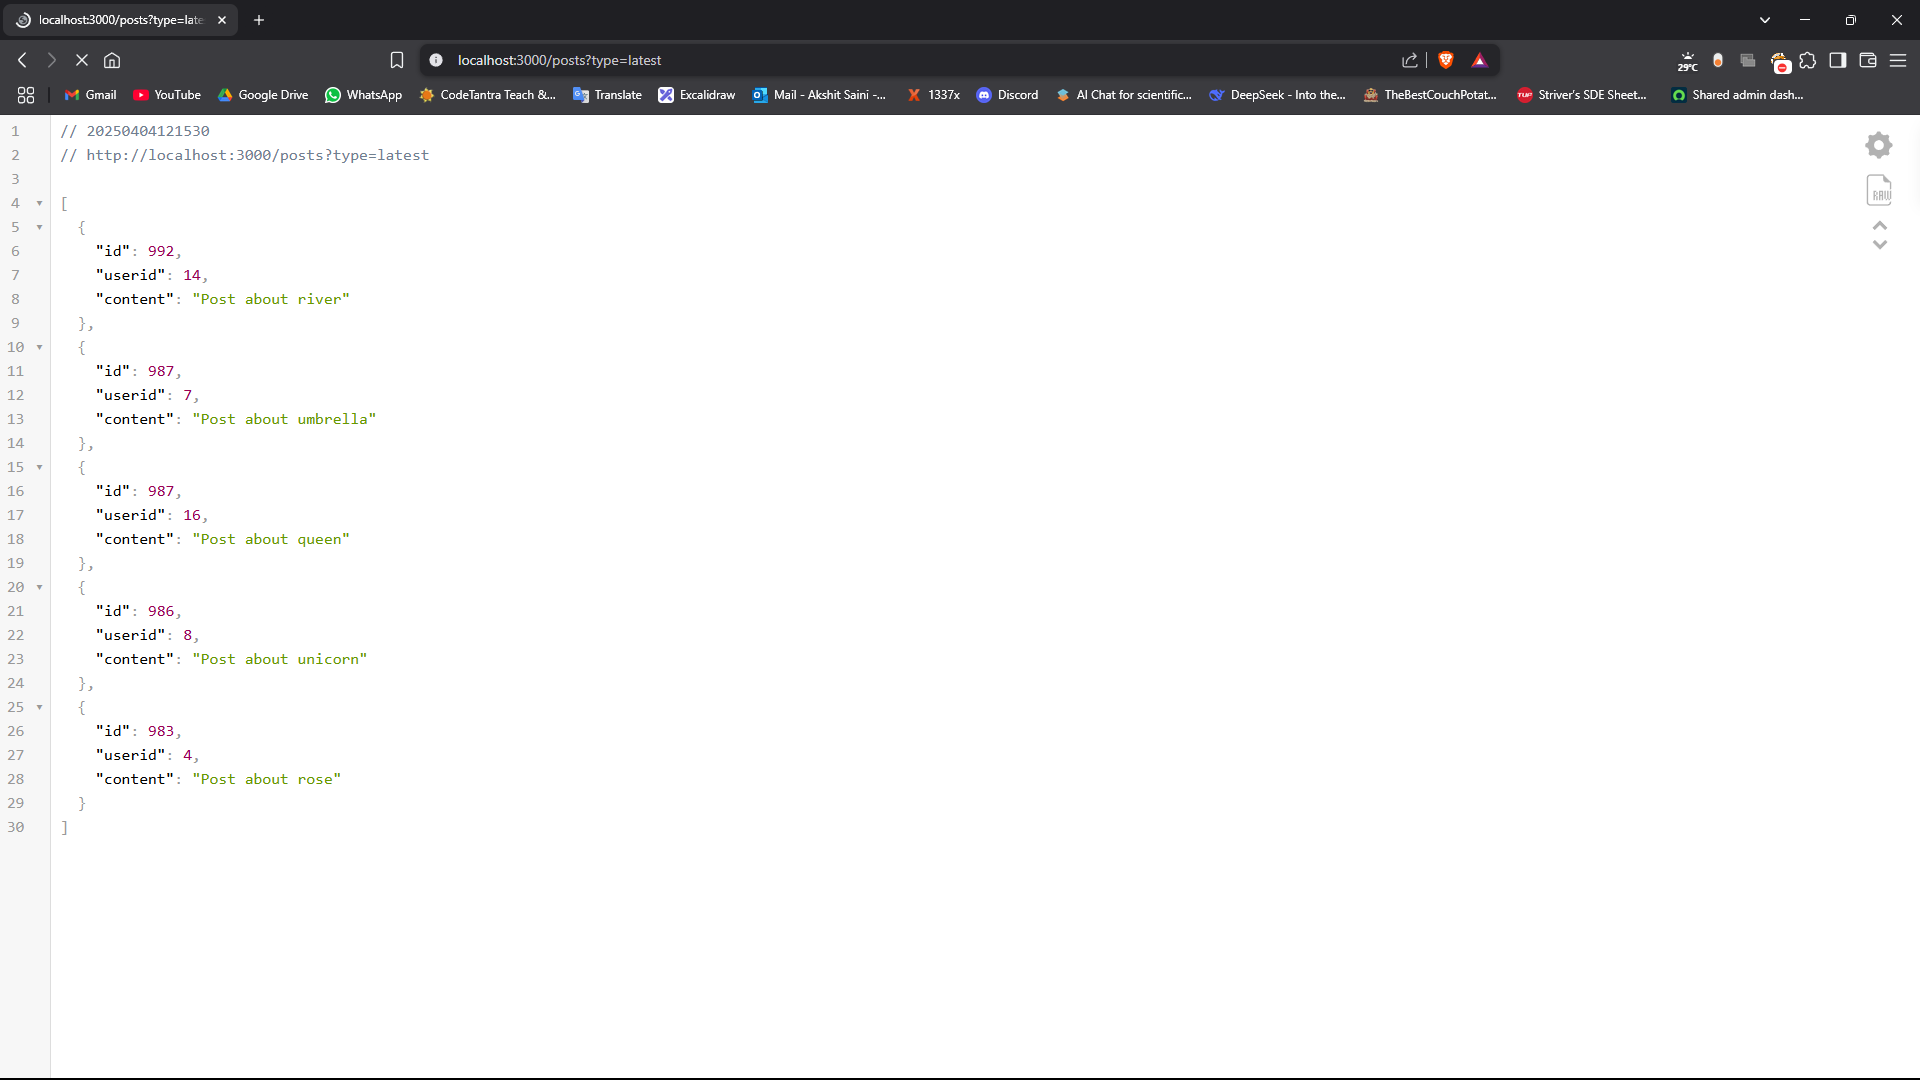 localhost:3000/posts?type=late
localhost:3000/posts?type=latest
29°C
Gmail YouTube Google Drive WhatsApp CodeTantra Teach &... Translate Excalidraw Mail - Akshit Saini -... 1337x Discord AI Chat for scientific... DeepSeek - Into the... TheBestCouchPotat... Striver's SDE Sheet... Shared admin dash...
1 // 20250404121530
2 // http://localhost:3000/posts?type=latest
3
4 [
5 {
6 "id": 992,
7 "userid": 14,
8 "content": "Post about river"
9 },
10 {
11 "id": 987,
12 "userid": 7,
13 "content": "Post about umbrella"
14 },
15 {
16 "id": 987,
17 "userid": 16,
18 "content": "Post about queen"
19 },
20 {
21 "id": 986,
22 "userid": 8,
23 "content": "Post about unicorn"
24 },
25 {
26 "id": 983,
27 "userid": 4,
28 "content": "Post about rose"
29 }
30 ]
RAW